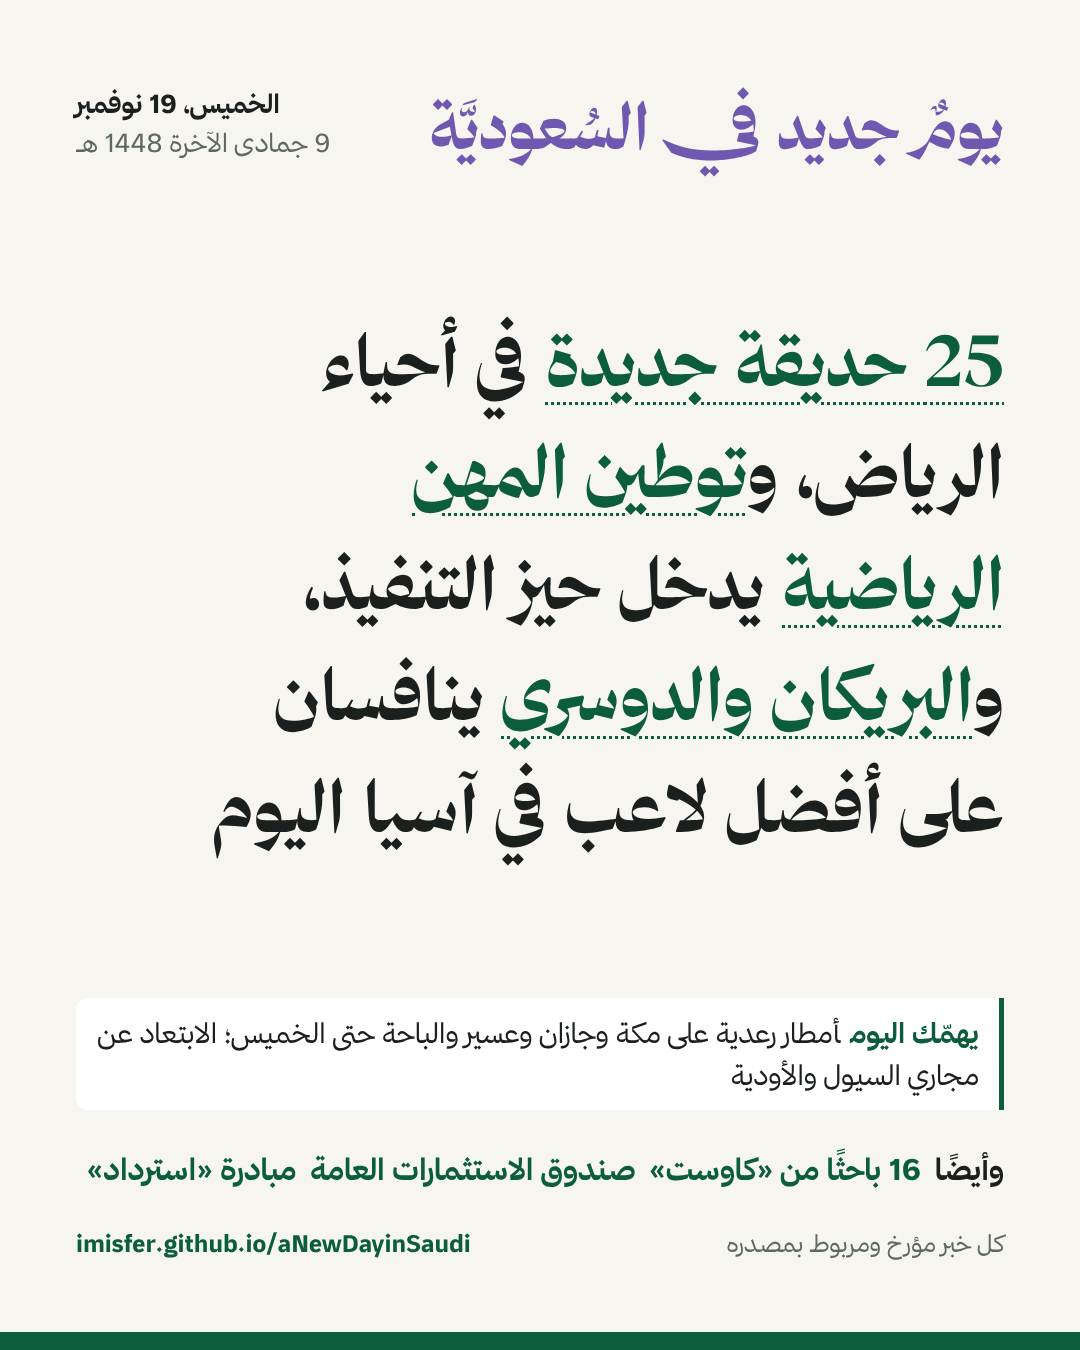 يومٌ جديد في السُعوديَّة
الخميس، 19 نوفمبر
9 جمادى الآخرة 1448 هـ
25 حديقة جديدة في أحياء
الرياض، وتوطين المهن
الرياضية يدخل حيز التنفيذ،
والبريكان والدوسري ينافسان
على أفضل لاعب في آسيا اليوم
يهمّك اليوم أمطار رعدية على مكة وجازان وعسير والباحة حتى الخميس؛ الابتعاد عن
مجاري السيول والأودية
وأيضًا 16 باحثًا من «كاوست» صندوق الاستثمارات العامة مبادرة «استرداد»
كل خبر مؤرخ ومربوط بمصدره
imisfer.github.io/aNewDayinSaudi